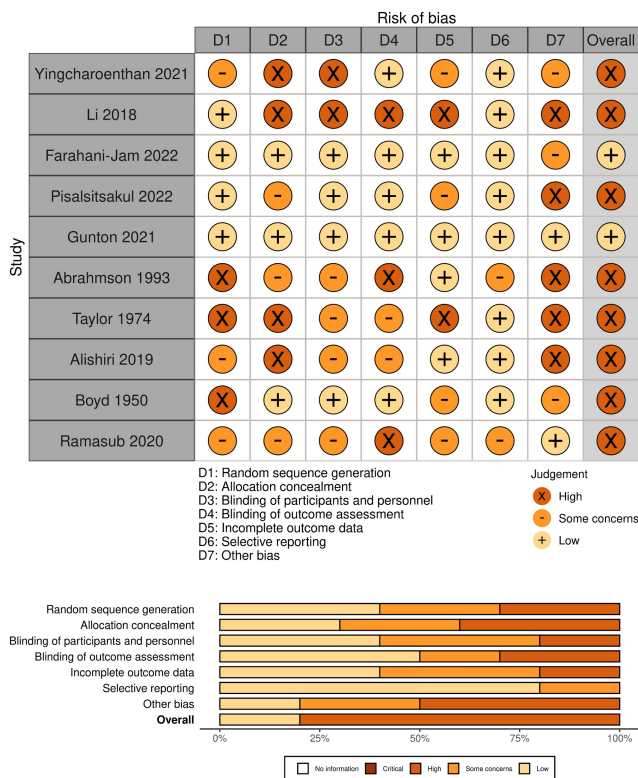 Risk of bias
D1 D2 D3 D4 D5 D6 D7 Overall
Study
Yingcharoenthan 2021 - X X + - + - X
Li 2018 + X X X X + X X
Farahani-Jam 2022 + + + + + + - +
Pisalsitsakul 2022 + - + + - + X X
Gunton 2021 + + + + + + + +
Abrahmson 1993 X - - X + - X X
Taylor 1974 X X - - X + X X
Alishiri 2019 - X - - + + X X
Boyd 1950 X + + + - + - X
Ramasub 2020 - - - X - - + X
D1: Random sequence generation
D2: Allocation concealment
D3: Blinding of participants and personnel
D4: Blinding of outcome assessment
D5: Incomplete outcome data
D6: Selective reporting
D7: Other bias
Judgement
X High
- Some concerns
+ Low
Random sequence generation
Allocation concealment
Blinding of participants and personnel
Blinding of outcome assessment
Incomplete outcome data
Selective reporting
Other bias
Overall
0% 25% 50% 75% 100%
No information Critical High Some concerns Low